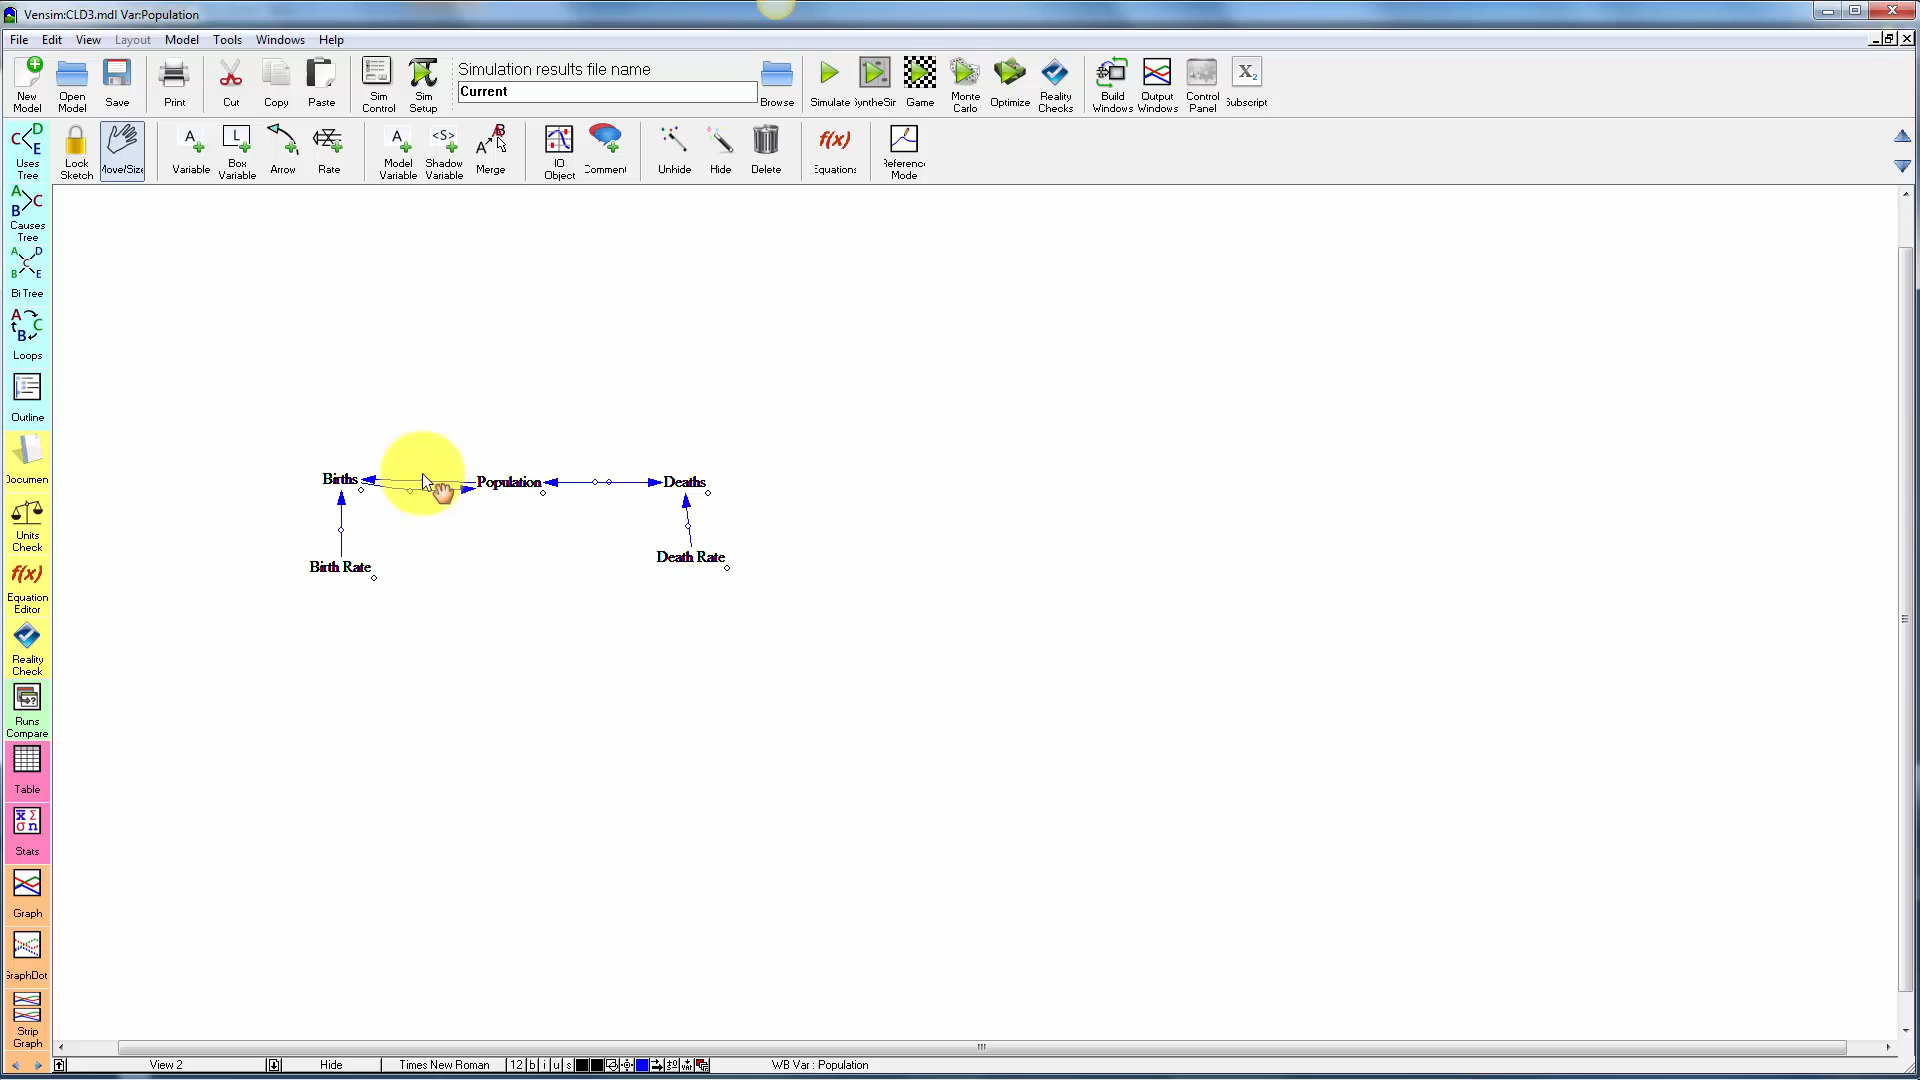 Vensim:CLD3.mdl Var:Population
File Edit View Layout Model Tools Windows Help
New Model
Open Model
Save
Print
Cut
Copy
Paste
Sim Control
Sim Setup
Simulation results file name
Current
Browse
Simulate
SyntheSim
Game
Monte Carlo
Optimize
Reality Checks
Build Windows
Output Windows
Control Panel
X2
Subscript
Lock Sketch
Move/Size
A
Variable
L
Box Variable
Arrow
Rate
A
Model Variable
<S>
Shadow Variable
A B
Merge
IO Object
Comment
Unhide
Hide
Delete
f(x)
Equations
Reference Mode
C D E
Uses Tree
A B C
Causes Tree
A D C B E
Bi Tree
A C B
Loops
Outline
Documen
Units Check
f(x)
Equation Editor
Reality Check
Runs Compare
Table
Stats
Graph
GraphDot
Strip Graph
Births
Population
Deaths
Birth Rate
Death Rate
View 2
Hide
Times New Roman
12 b i u s
WB Var : Population